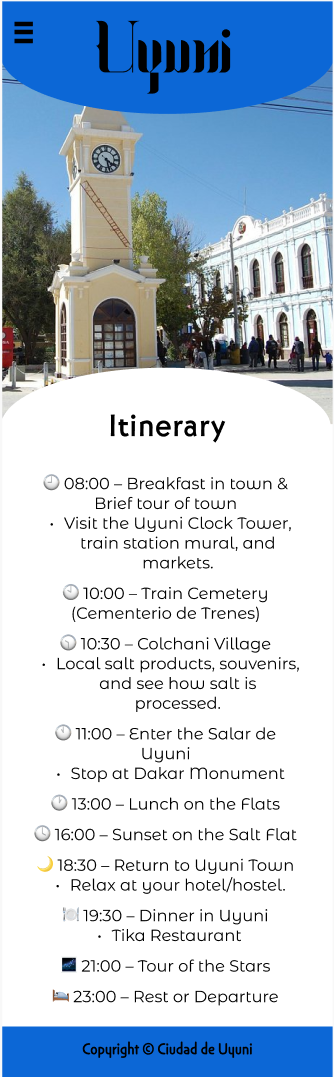 Uyuni
Itinerary
🕘 08:00 – Breakfast in town &
Brief tour of town
• Visit the Uyuni Clock Tower,
train station mural, and
markets.
🕙 10:00 – Train Cemetery
(Cementerio de Trenes)
🕥 10:30 – Colchani Village
• Local salt products, souvenirs,
and see how salt is
processed.
🕚 11:00 – Enter the Salar de
Uyuni
• Stop at Dakar Monument
🕐 13:00 – Lunch on the Flats
🕓 16:00 – Sunset on the Salt Flat
🌙 18:30 – Return to Uyuni Town
• Relax at your hotel/hostel.
🍽️ 19:30 – Dinner in Uyuni
• Tika Restaurant
🌌 21:00 – Tour of the Stars
🛌 23:00 – Rest or Departure
Copyright © Ciudad de Uyuni